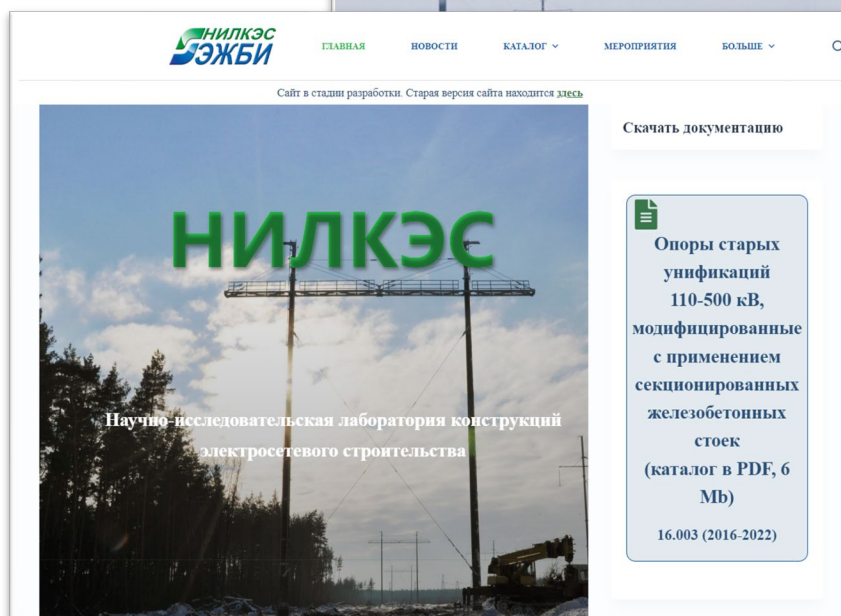 НИЛКЭС
ЭЖБИ
ГЛАВНАЯ НОВОСТИ КАТАЛОГ МЕРОПРИЯТИЯ БОЛЬШЕ
Сайт в стадии разработки. Старая версия сайта находится здесь
НИЛКЭС
Научно-исследовательская лаборатория конструкций
электросетевого строительства
Скачать документацию
Опоры старых
унификаций
110-500 кВ,
модифицированные
с применением
секционированных
железобетонных
стоек
(каталог в PDF, 6
Mb)
16.003 (2016-2022)